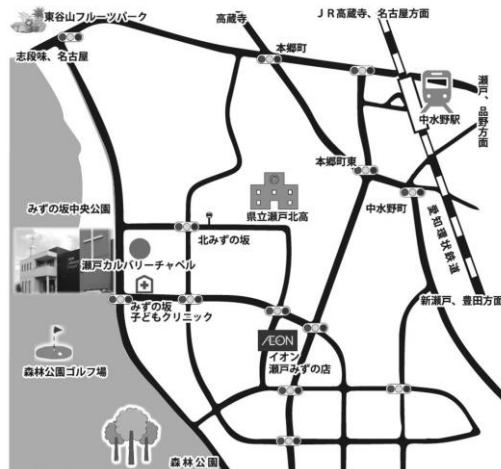 東谷山フルーツパーク
志段味、名古屋
高蔵寺
本郷町
JR高蔵寺、名古屋方面
瀬戸、品野方面
中水野駅
本郷町東
県立瀬戸北高
中水野町
愛知環状鉄道
みずの坂中央公園
北みずの坂
瀬戸カルバリーチャペル
みずの坂
子どもクリニック
新瀬戸、豊田方面
ÆON
イオン
瀬戸みずの店
森林公園ゴルフ場
森林公園